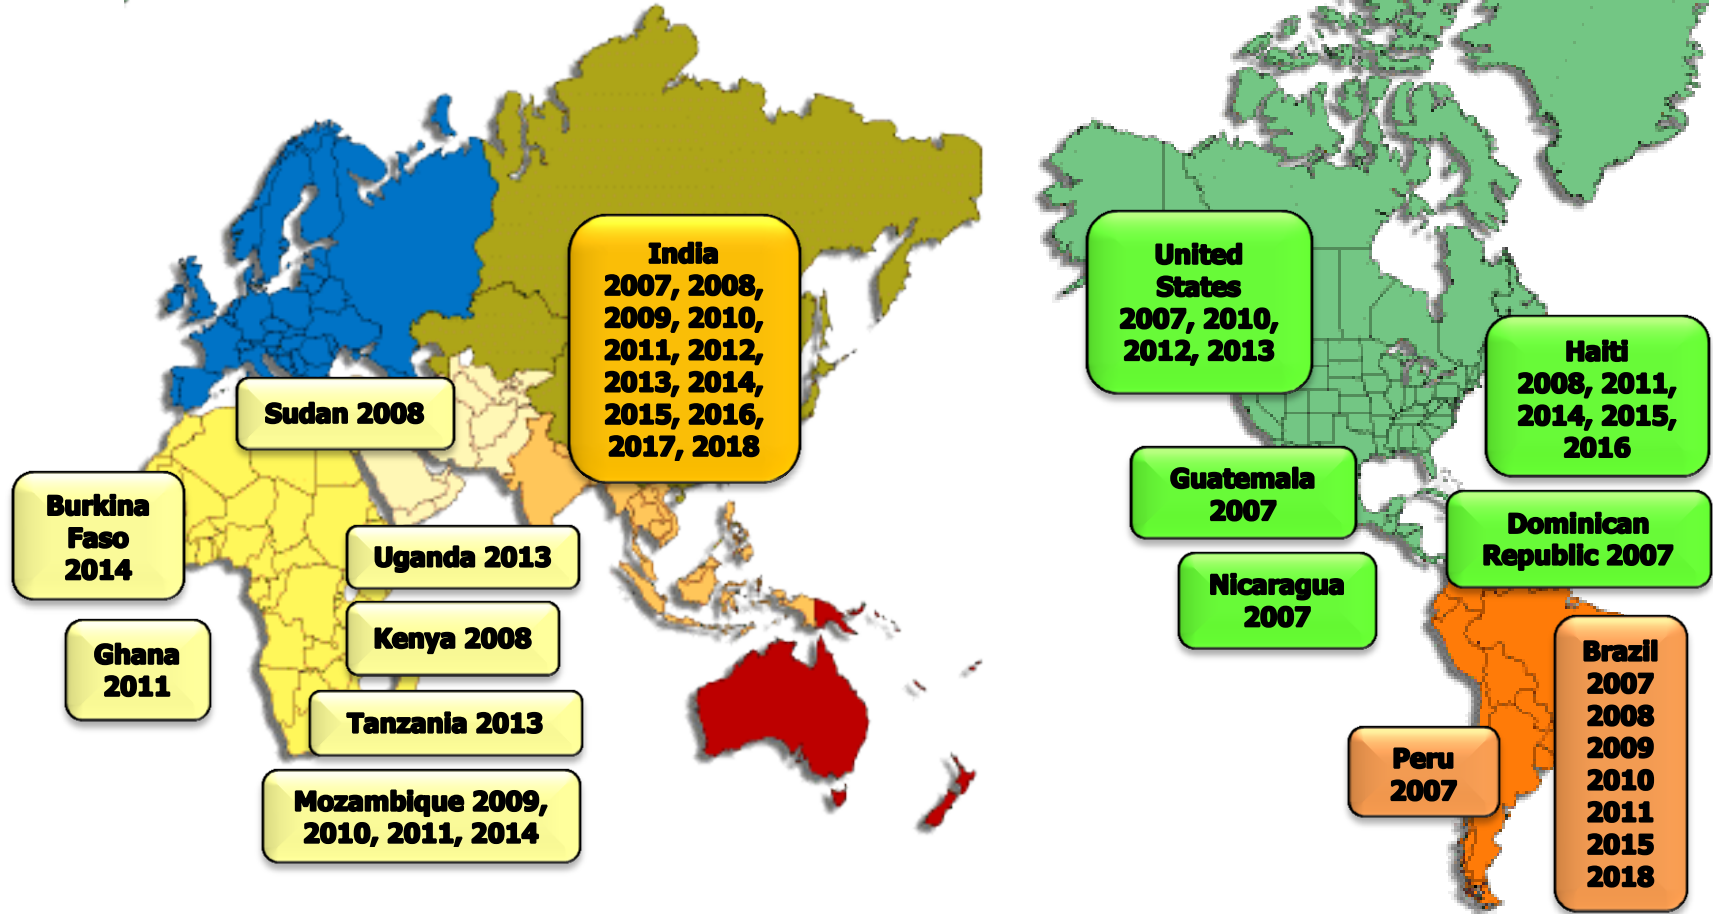 India
2007, 2008,
2009, 2010,
2011, 2012,
2013, 2014,
2015, 2016,
2017, 2018
Sudan 2008
Burkina
Faso
2014
Uganda 2013
Ghana
2011
Kenya 2008
Tanzania 2013
Mozambique 2009,
2010, 2011, 2014
United
States
2007, 2010,
2012, 2013
Haiti
2008, 2011,
2014, 2015,
2016
Guatemala
2007
Dominican
Republic 2007
Nicaragua
2007
Brazil
2007
2008
2009
2010
2011
2015
2018
Peru
2007